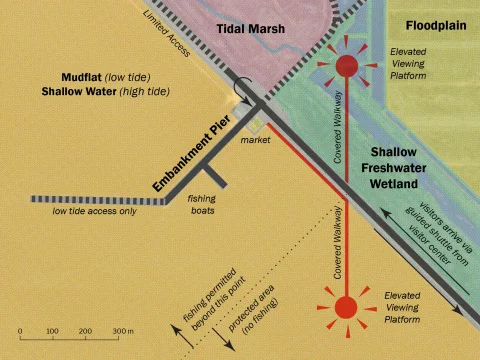 Limited Access
Tidal Marsh
Floodplain
Elevated
Viewing
Platform
Mudflat (low tide)
Shallow Water (high tide)
Embankment Pier
market
Covered Walkway
Shallow
Freshwater
Wetland
low tide access only
fishing
boats
visitors arrive via
guided shuttle from
visitor center
Covered Walkway
fishing permitted
beyond this point
protected area
(no fishing)
Elevated
Viewing
Platform
0 100 200 300 m